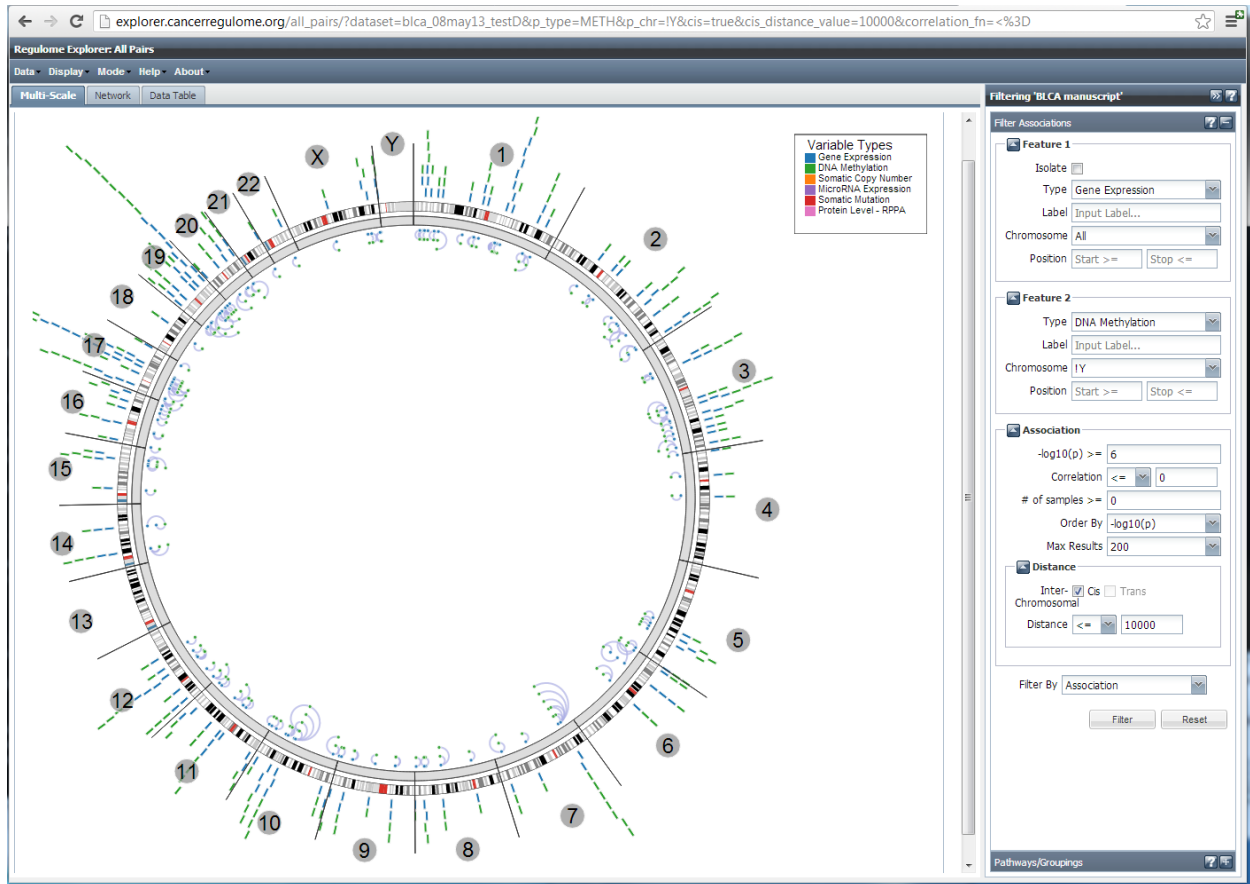 explorer.cancerregulome.org/all_pairs/?dataset=blca_08may13_testD&p_type=METH&p_chr=!Y&cis=true&cis_distance_value=10000&correlation_fn=<%3D
Regulome Explorer: All Pairs
Data Display Mode Help About
Multi-Scale Network Data Table
Filtering 'BLCA manuscript'
Variable Types
Gene Expression
DNA Methylation
Somatic Copy Number
MicroRNA Expression
Somatic Mutation
Protein Level - RPPA
1
2
3
4
5
6
7
8
9
10
11
12
13
14
15
16
17
18
19
20
21
22
X
Y
Filter Associations
Feature 1
Isolate
Type Gene Expression
Label Input Label...
Chromosome All
Position Start >= Stop <=
Feature 2
Type DNA Methylation
Label Input Label...
Chromosome !Y
Position Start >= Stop <=
Association
-log10(p) >= 6
Correlation <= 0
# of samples >= 0
Order By -log10(p)
Max Results 200
Distance
Inter- Cis Trans
Chromosomal
Distance <= 10000
Filter By Association
Filter Reset
Pathways/Groupings